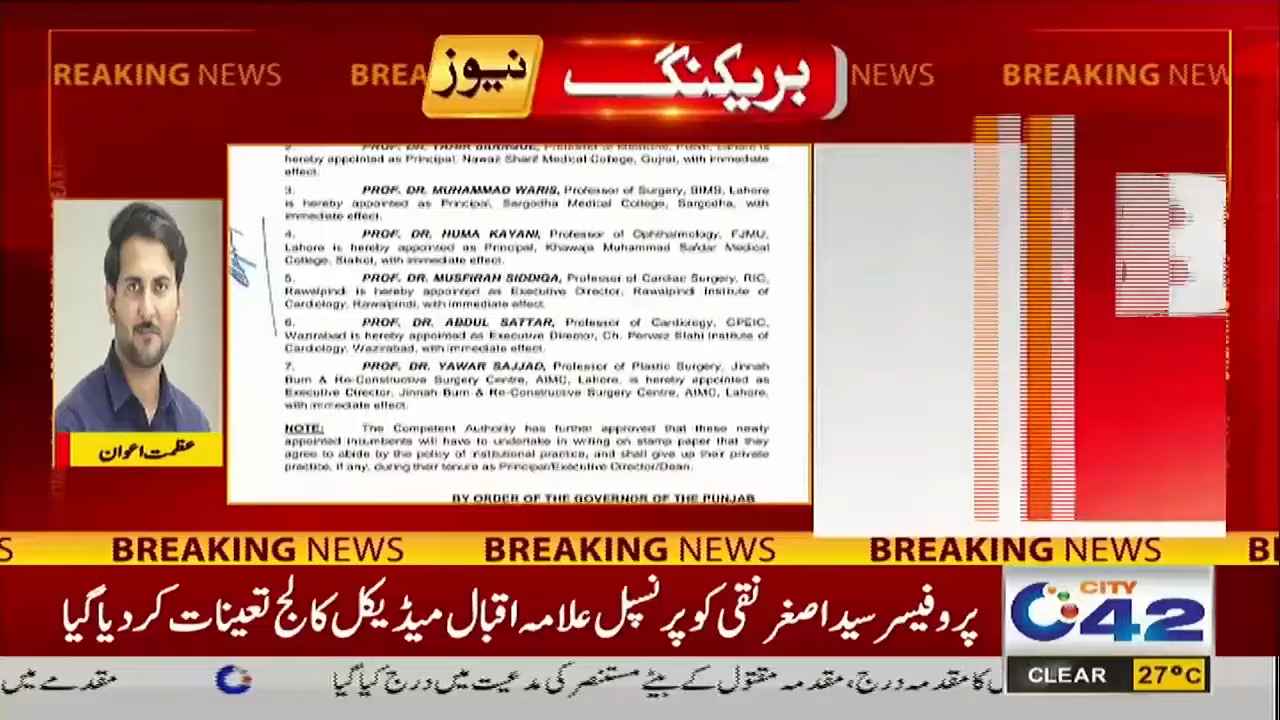 REAKING NEWS
BREA
NEWS
BREAKING NEW
بریکنگ
نیوز
hereby appointed as Principal, Nawaz Sharif Medical College, Gujrat, with immediate
effect.
3. PROF. DR. MUHAMMAD WARIS, Professor of Surgery, SIMS, Lahore
is hereby appointed as Principal, Sargodha Medical College, Sargodha, with
immediate effect.
4. PROF. DR. HUMA KAYANI, Professor of Ophthalmology, FJMU,
Lahore is hereby appointed as Principal, Khawaja Muhammad Safdar Medical
College, Sialkot, with immediate effect.
5. PROF. DR. MUSFIRAH SIDDIQA, Professor of Cardiac Surgery, RIC,
Rawalpindi is hereby appointed as Executive Director, Rawalpindi Institute of
Cardiology, Rawalpindi, with immediate effect.
6. PROF. DR. ABDUL SATTAR, Professor of Cardiology, CPEIC,
Wazirabad is hereby appointed as Executive Director, Ch. Pervaiz Elahi Institute of
Cardiology, Wazirabad, with immediate effect.
7. PROF. DR. YAWAR SAJJAD, Professor of Plastic Surgery, Jinnah
Burn & Re-Constructive Surgery Centre, AIMC, Lahore, is hereby appointed as
Executive Director, Jinnah Burn & Re-Constructive Surgery Centre, AIMC, Lahore,
with immediate effect.
NOTE: The Competent Authority has further approved that these newly
appointed incumbents will have to undertake in writing on stamp paper that they
agree to abide by the policy of institutional practice, and shall give up their private
practice, if any, during their tenure as Principal/Executive Director/Dean.
BY ORDER OF THE GOVERNOR OF THE PUNJAB
عظمت اعوان
S BREAKING NEWS BREAKING NEWS BREAKING NEWS B
پروفیسر سید اصغر نقی کو پرنسپل علامہ اقبال میڈیکل کالج تعینات کر دیا گیا
CITY
42
کا مقدمہ درج، مقدمہ مقتول کے بیٹے مستنصر کی مدعیت میں درج کیا گیا
مقدمے میں
CLEAR 27°C